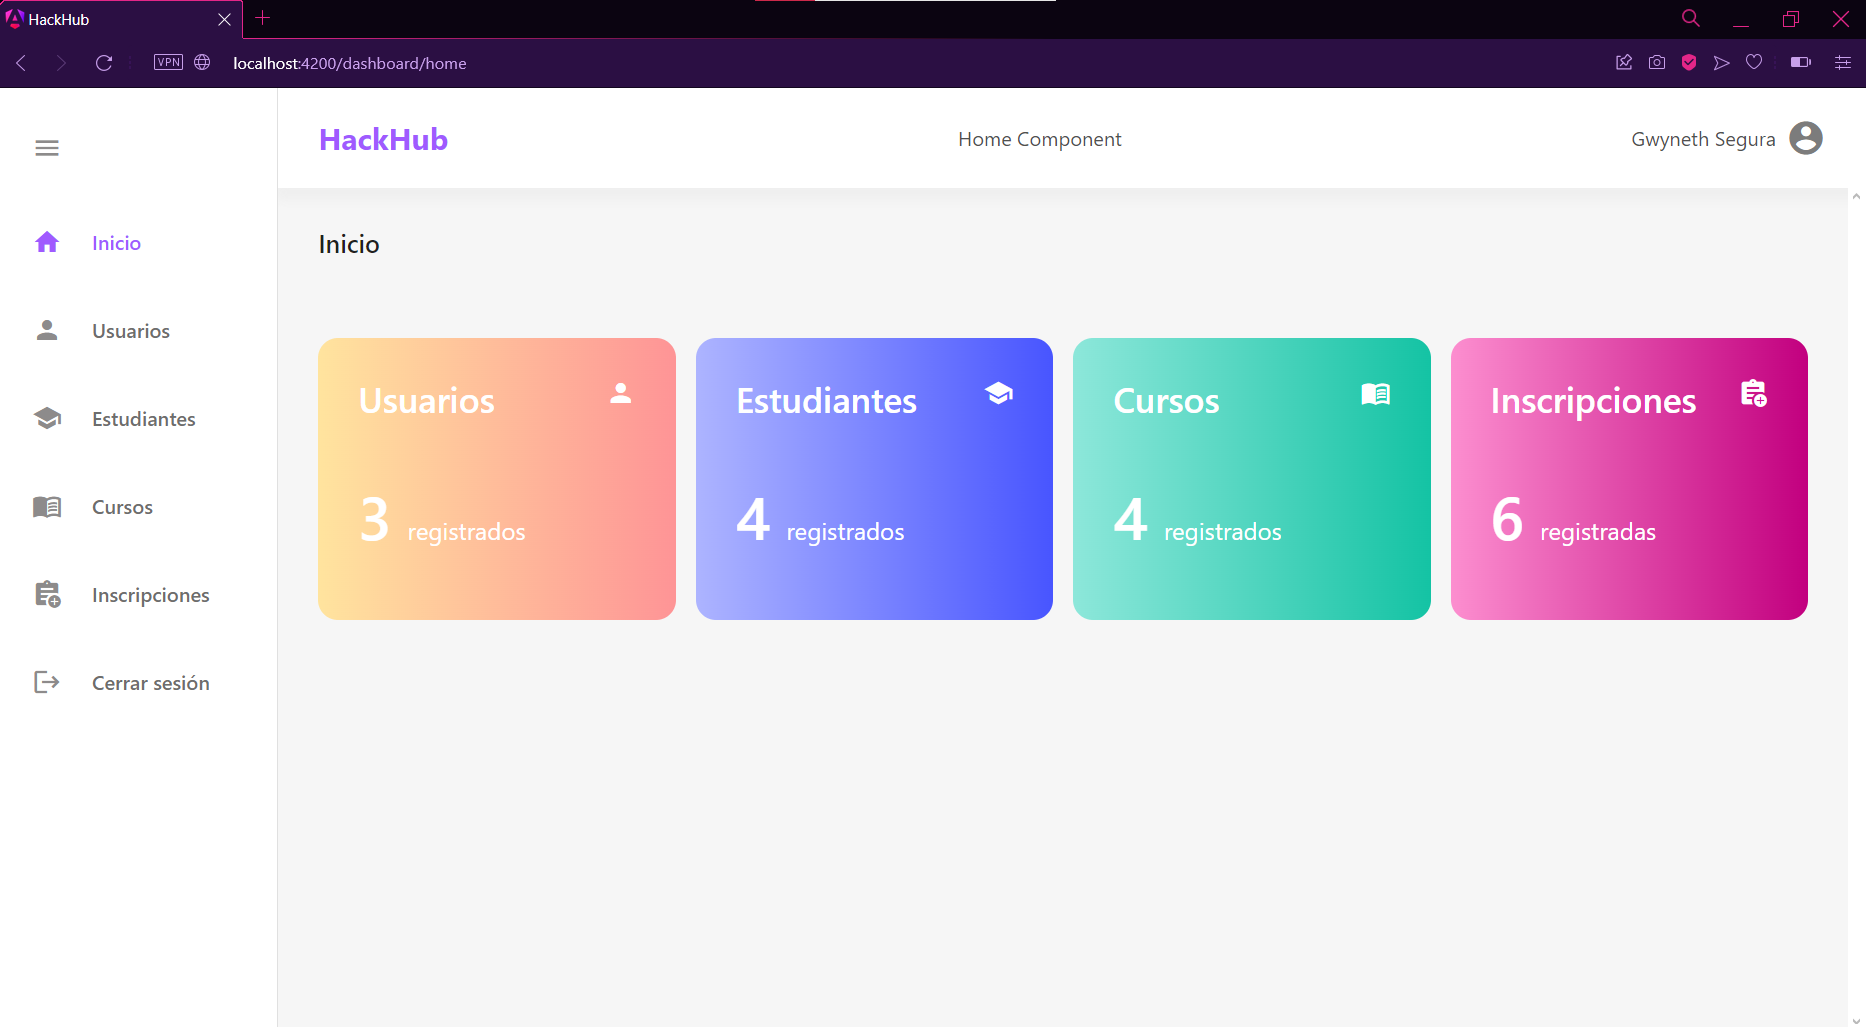 HackHub
VPN
localhost:4200/dashboard/home
HackHub
Home Component
Gwyneth Segura
Inicio
Usuarios
Estudiantes
Cursos
Inscripciones
Cerrar sesión
Inicio
Usuarios
3 registrados
Estudiantes
4 registrados
Cursos
4 registrados
Inscripciones
6 registradas